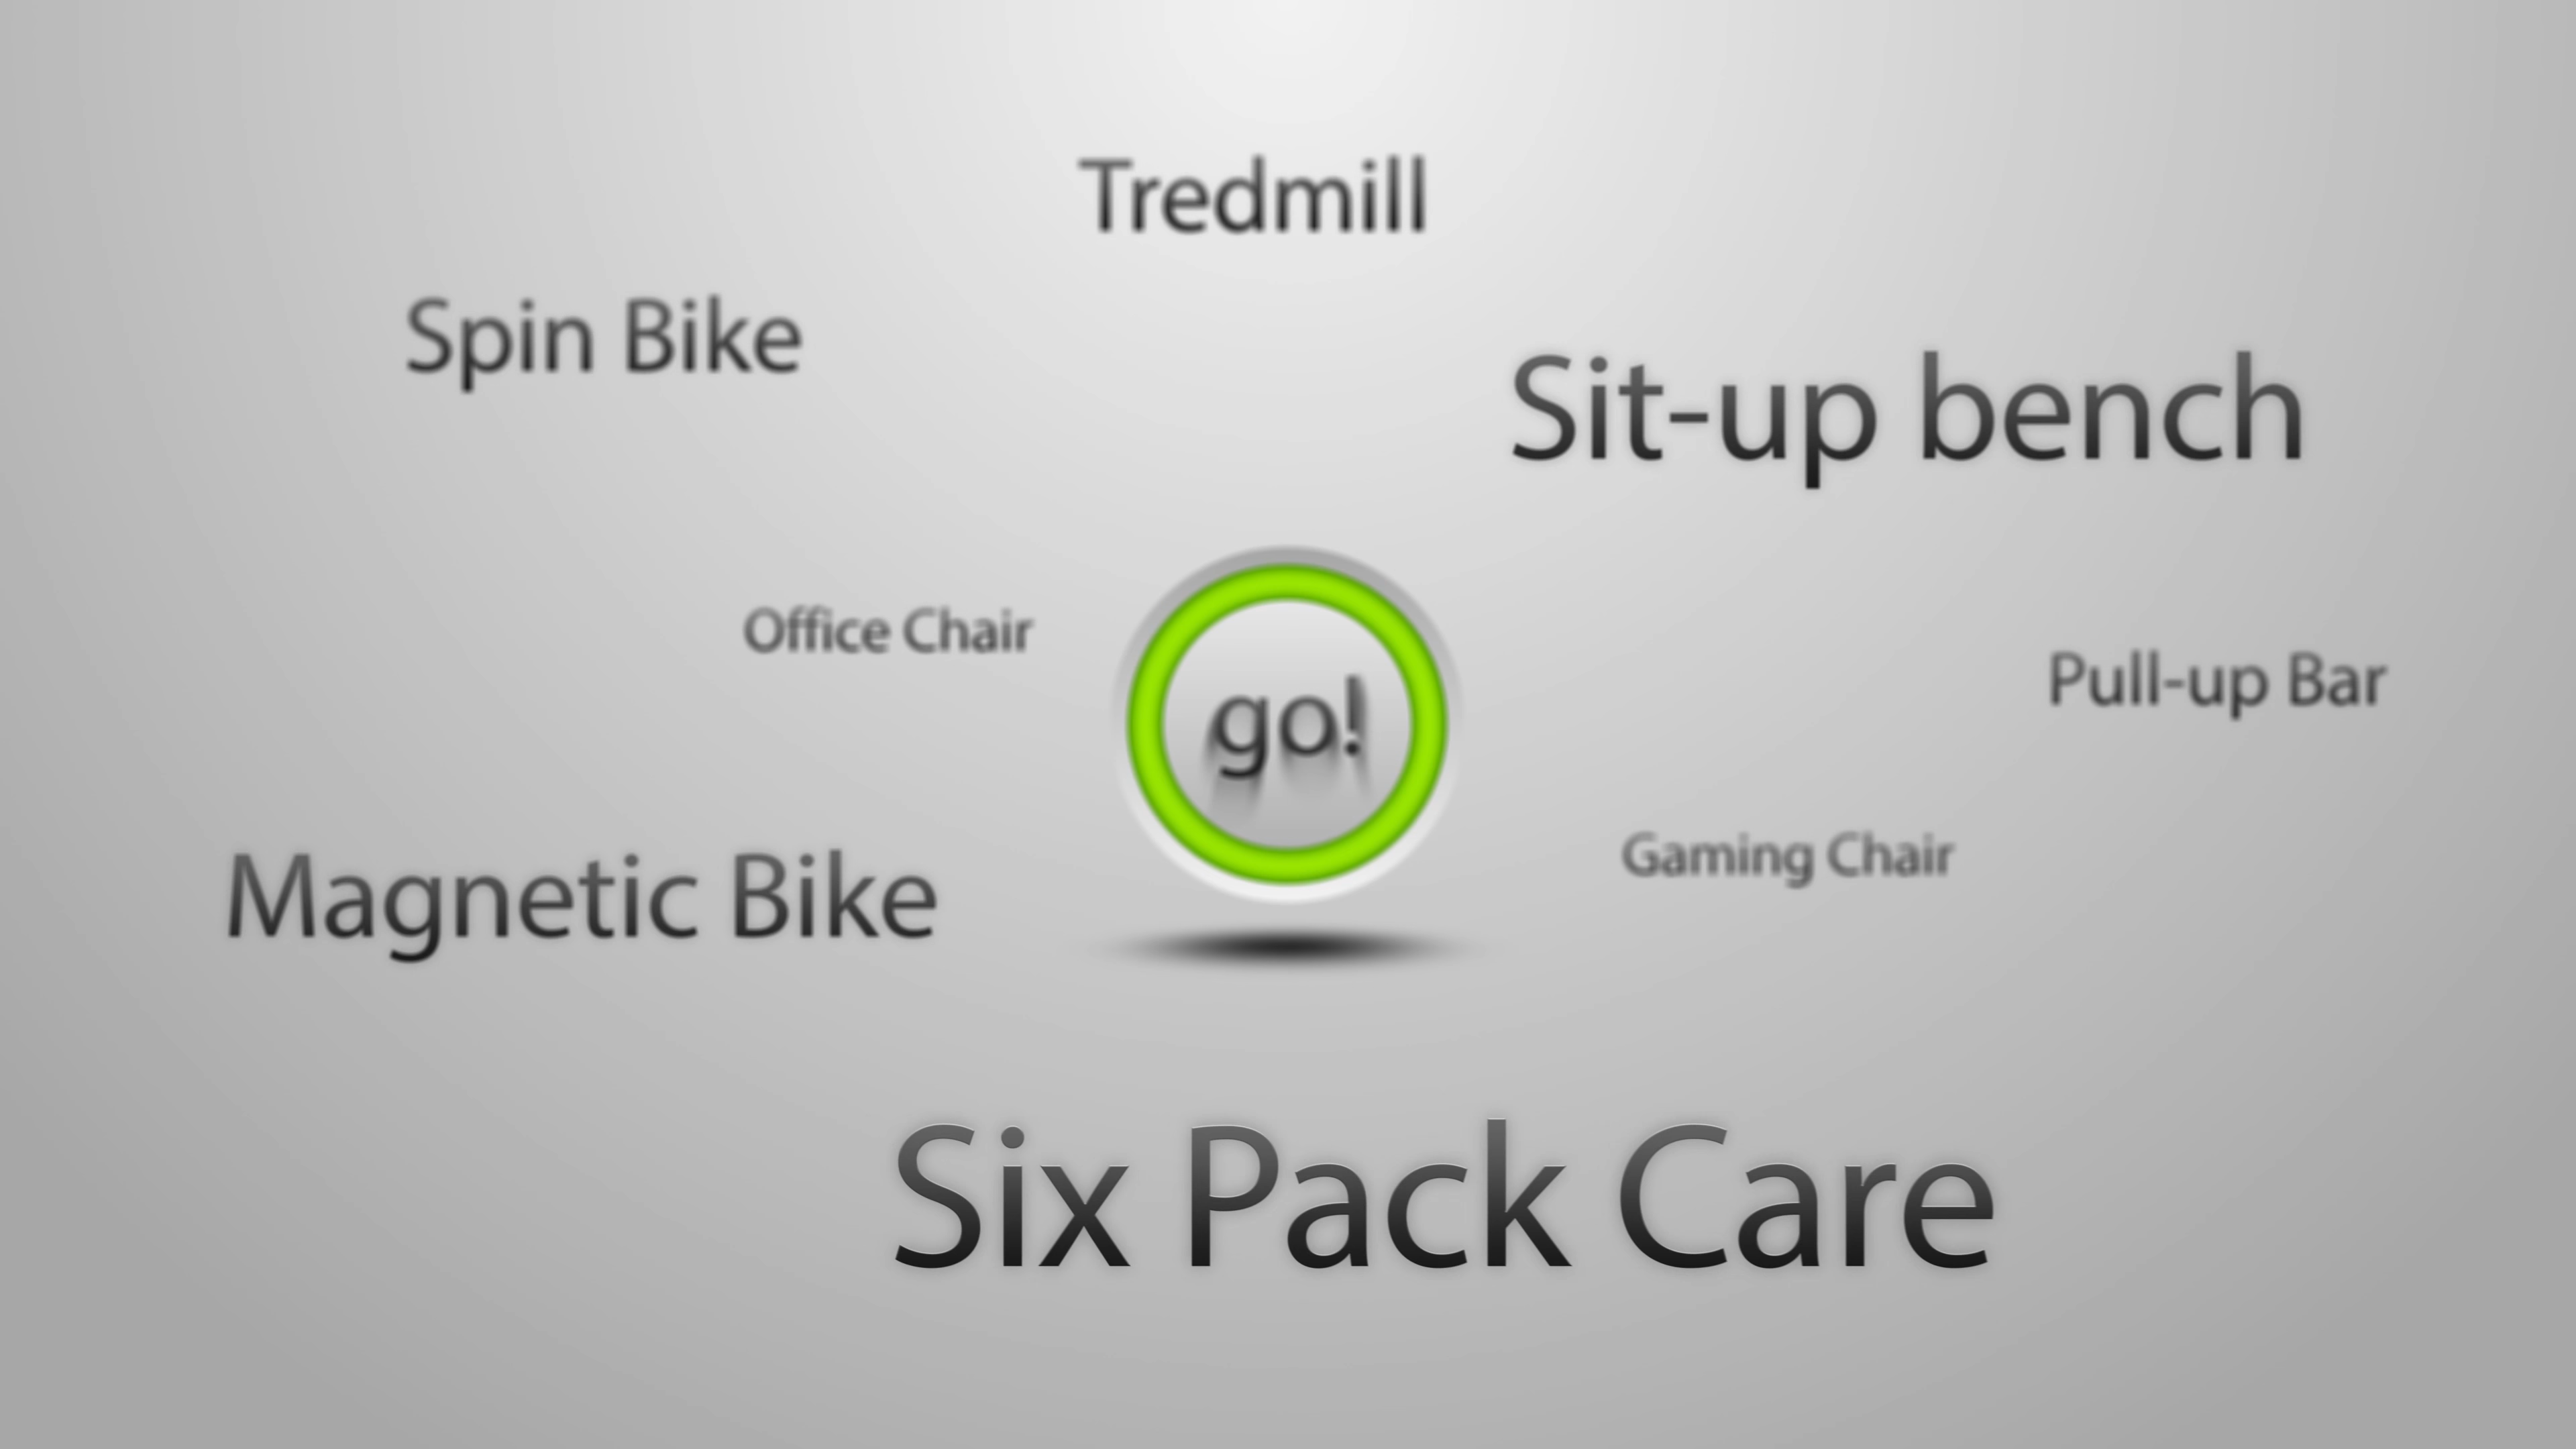 Tredmill
Spin Bike
Sit-up bench
Office Chair
Pull-up Bar
go!
Gaming Chair
Magnetic Bike
Six Pack Care